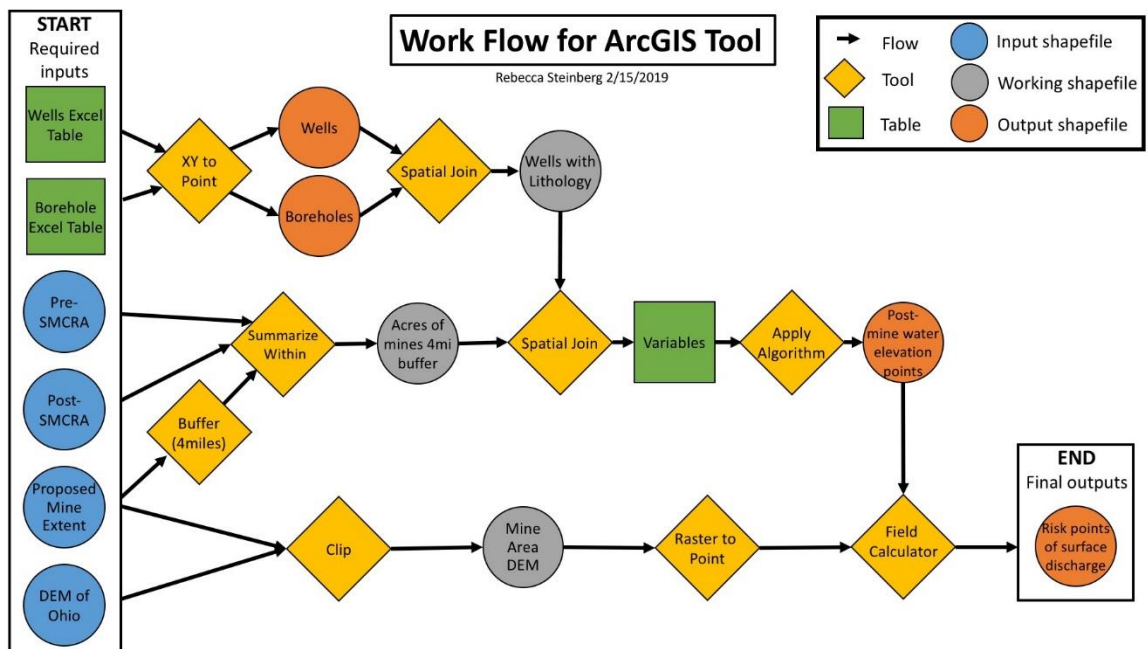 START
Required
inputs
Wells Excel
Table
Borehole
Excel Table
Pre-
SMCRA
Post-
SMCRA
Proposed
Mine
Extent
DEM of
Ohio
Work Flow for ArcGIS Tool
Rebecca Steinberg 2/15/2019
Flow
Tool
Table
Input shapefile
Working shapefile
Output shapefile
XY to
Point
Wells
Boreholes
Spatial Join
Wells with
Lithology
Summarize
Within
Buffer
(4miles)
Acres of
mines 4mi
buffer
Spatial Join
Variables
Apply
Algorithm
Post-
mine water
elevation
points
Clip
Mine
Area
DEM
Raster to
Point
Field
Calculator
END
Final outputs
Risk points
of surface
discharge